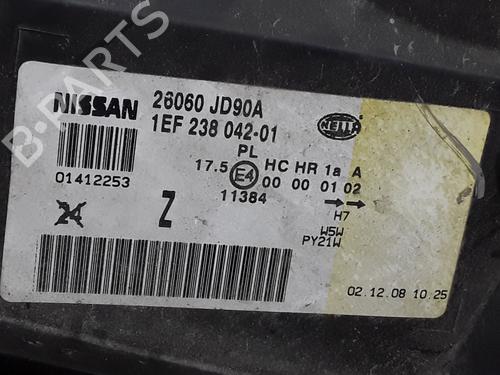 B-PARTS
NISSAN
26060 JD90A
1EF 238 042-01
HELLA
PL
17.5 E4 HC HR 1a A
00 00 01 02
11384
01412253
24
Z
H7
W5W
PY21W
02.12.08 10:25